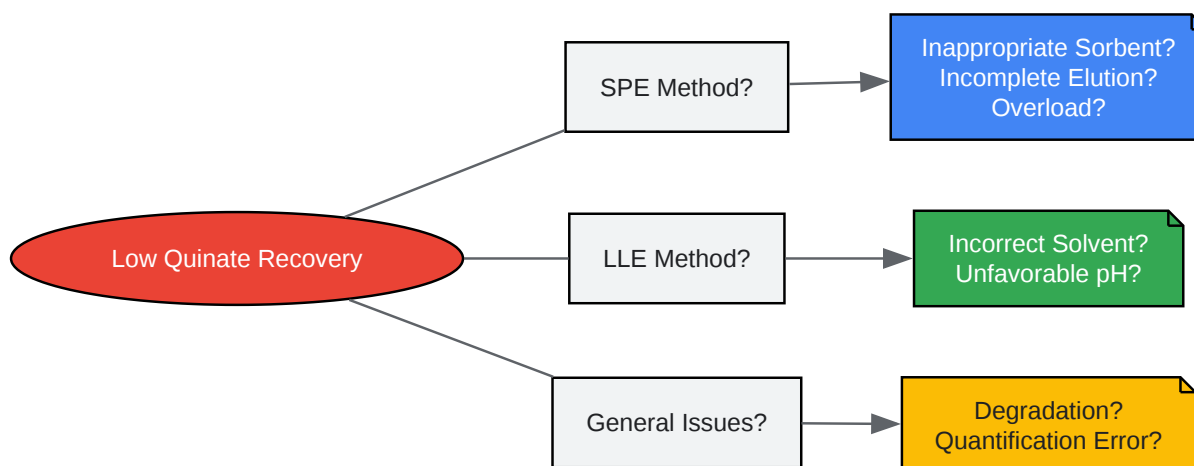 Low Quinate Recovery
SPE Method?
Inappropriate Sorbent?
Incomplete Elution?
Overload?
LLE Method?
Incorrect Solvent?
Unfavorable pH?
General Issues?
Degradation?
Quantification Error?